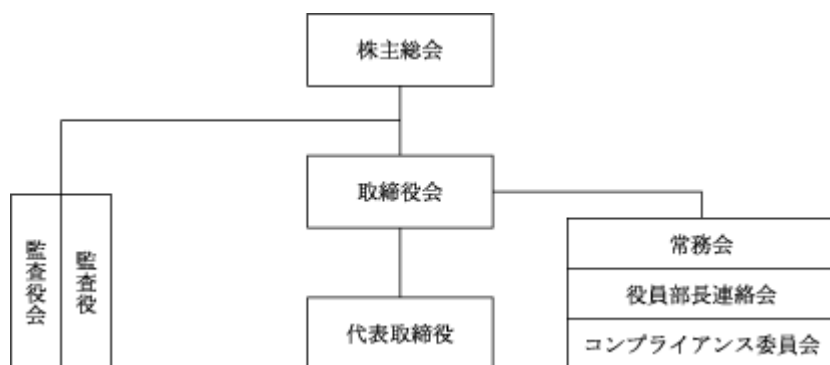 株主総会
取締役会
監査役会
監査役
常務会
役員部長連絡会
代表取締役
コンプライアンス委員会